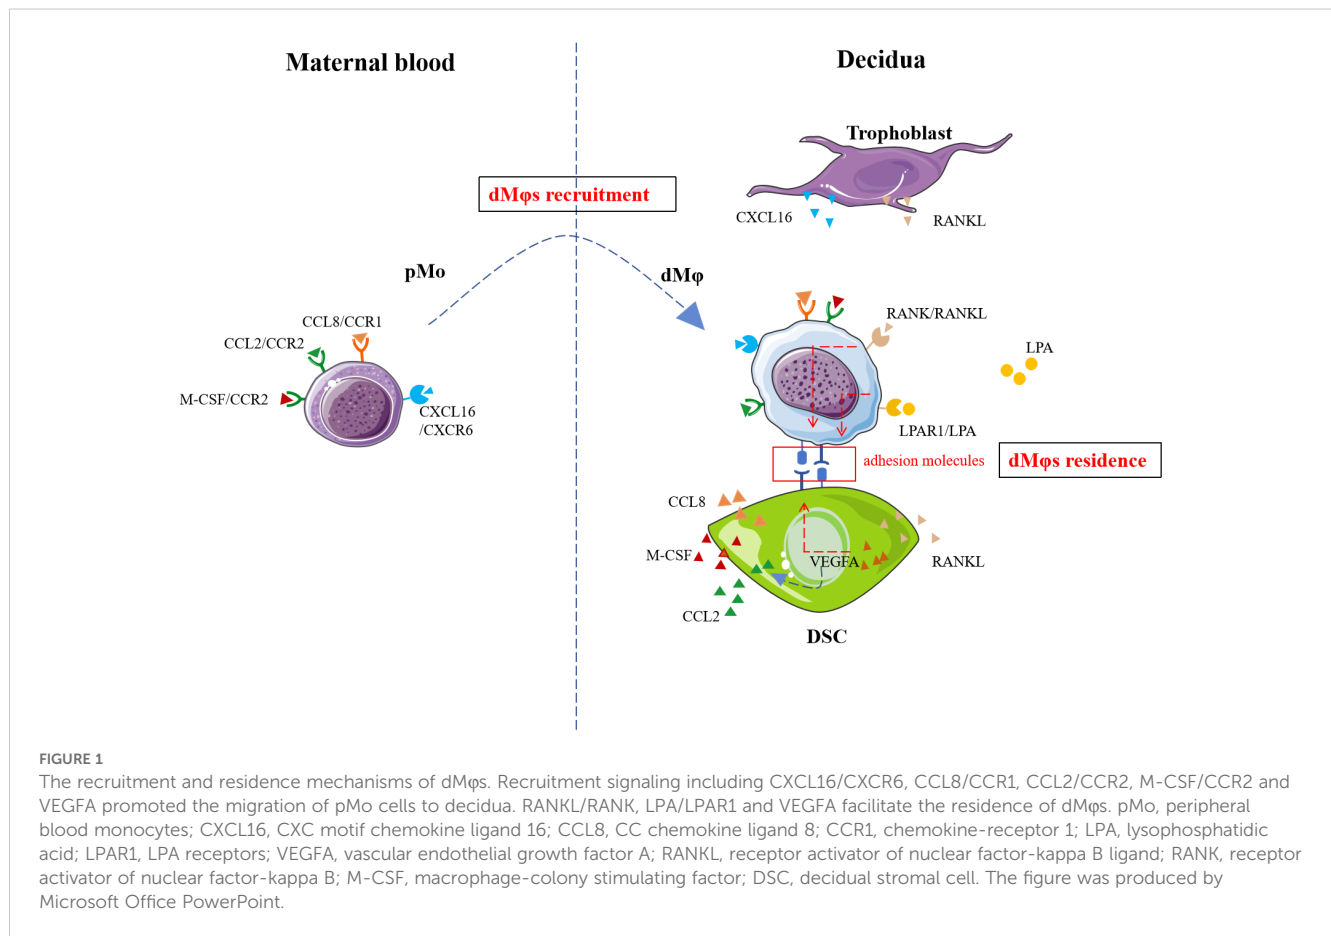 Maternal blood
Decidua
Trophoblast
dMφs recruitment
CXCL16
RANKL
pMo
dMφ
CCL8/CCR1
CCL2/CCR2
M-CSF/CCR2
CXCL16
/CXCR6
RANK/RANKL
LPA
LPAR1/LPA
adhesion molecules
dMφs residence
CCL8
M-CSF
VEGFA
RANKL
CCL2
DSC
FIGURE 1
The recruitment and residence mechanisms of dMφs. Recruitment signaling including CXCL16/CXCR6, CCL8/CCR1, CCL2/CCR2, M-CSF/CCR2 and
VEGFA promoted the migration of pMo cells to decidua. RANKL/RANK, LPA/LPAR1 and VEGFA facilitate the residence of dMφs. pMo, peripheral
blood monocytes; CXCL16, CXC motif chemokine ligand 16; CCL8, CC chemokine ligand 8; CCR1, chemokine-receptor 1; LPA, lysophosphatidic
acid; LPAR1, LPA receptors; VEGFA, vascular endothelial growth factor A; RANKL, receptor activator of nuclear factor-kappa B ligand; RANK, receptor
activator of nuclear factor-kappa B; M-CSF, macrophage-colony stimulating factor; DSC, decidual stromal cell. The figure was produced by
Microsoft Office PowerPoint.